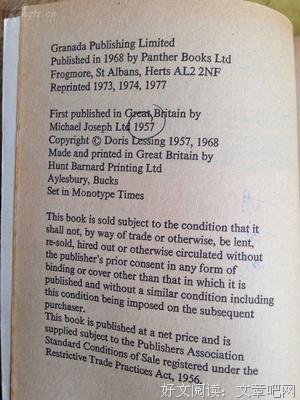 Granada Publishing Limited
Published in 1968 by Panther Books Ltd
Frogmore, St Albans, Herts AL2 2NF
Reprinted 1973, 1974, 1977
First published in Great Britain by
Michael Joseph Ltd 1957
Copyright © Doris Lessing 1957, 1968
Made and printed in Great Britain by
Hunt Barnard Printing Ltd
Aylesbury, Bucks
Set in Monotype Times
This book is sold subject to the condition that it
shall not, by way of trade or otherwise, be lent,
re-sold, hired out or otherwise circulated without
the publisher's prior consent in any form of
binding or cover other than that in which it is
published and without a similar condition including
this condition being imposed on the subsequent
purchaser.
This book is published at a net price and is
supplied subject to the Publishers Association
Standard Conditions of Sale registered under the
Restrictive Trade Practices Act, 1956.
好文阅读：文章吧网